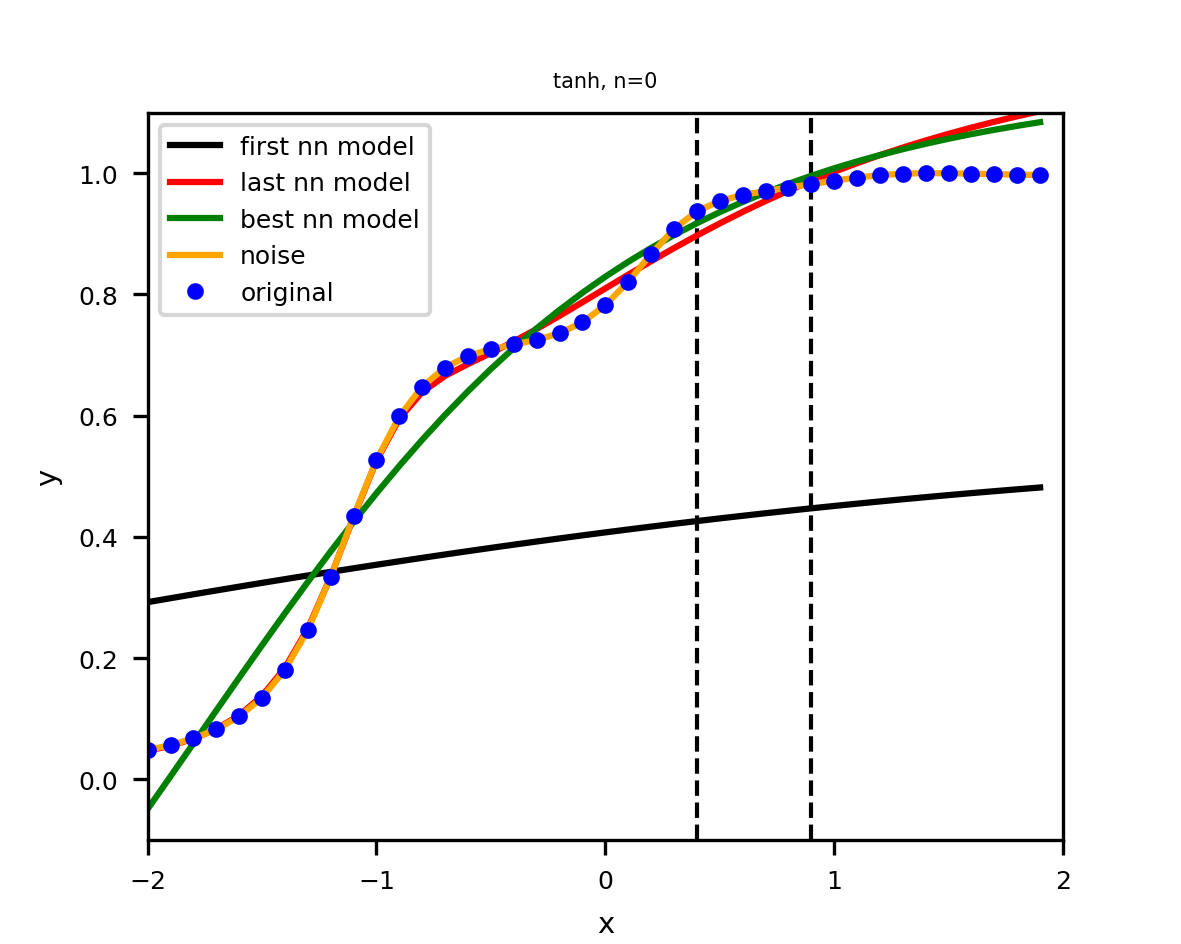 tanh, n=0
first nn model
last nn model
best nn model
noise
original
1.0
0.8
0.6
0.4
0.2
0.0
y
−2 −1 0 1 2
x